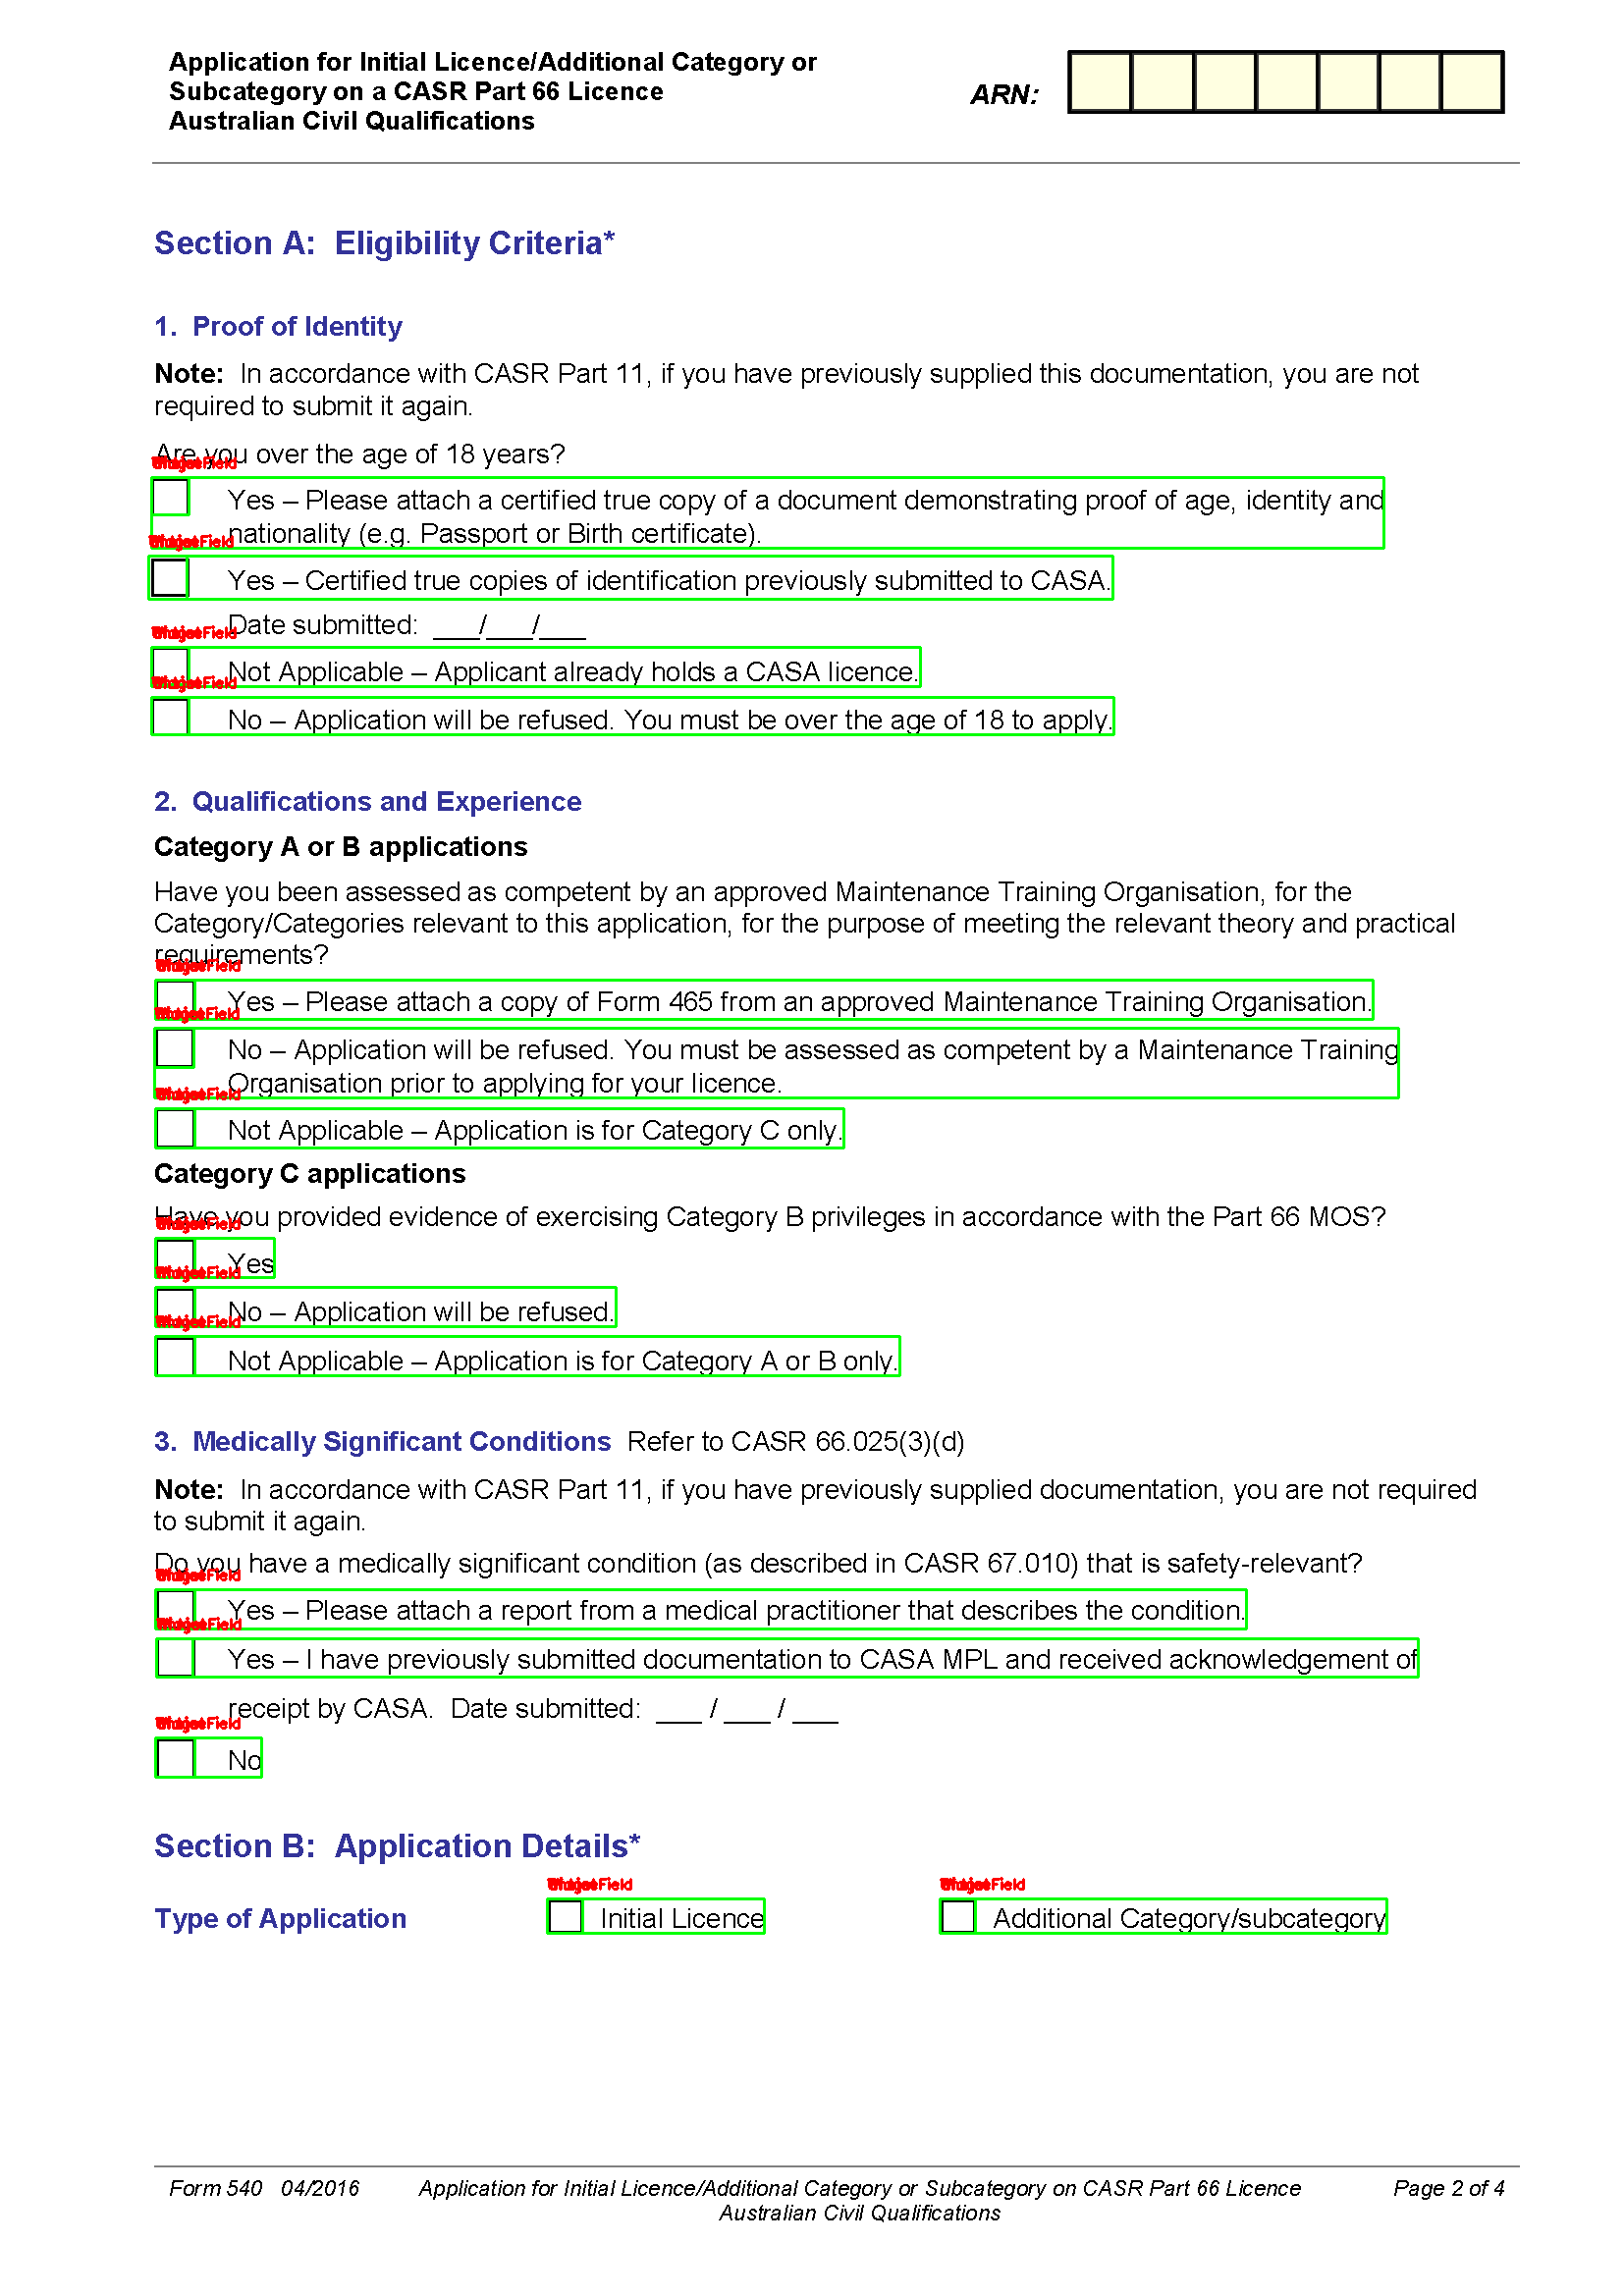 Application for Initial Licence/Additional Category or
Subcategory on a CASR Part 66 Licence
Australian Civil Qualifications
ARN:
Section A:  Eligibility Criteria*
1.  Proof of Identity
Note:  In accordance with CASR Part 11, if you have previously supplied this documentation, you are not
required to submit it again.
Are you over the age of 18 years?
Yes – Please attach a certified true copy of a document demonstrating proof of age, identity and
nationality (e.g. Passport or Birth certificate).
Yes – Certified true copies of identification previously submitted to CASA.
Date submitted:  ___/___/___
Not Applicable – Applicant already holds a CASA licence.
No – Application will be refused. You must be over the age of 18 to apply.
2.  Qualifications and Experience
Category A or B applications
Have you been assessed as competent by an approved Maintenance Training Organisation, for the
Category/Categories relevant to this application, for the purpose of meeting the relevant theory and practical
requirements?
Yes – Please attach a copy of Form 465 from an approved Maintenance Training Organisation.
No – Application will be refused. You must be assessed as competent by a Maintenance Training
Organisation prior to applying for your licence.
Not Applicable – Application is for Category C only.
Category C applications
Have you provided evidence of exercising Category B privileges in accordance with the Part 66 MOS?
Yes
No – Application will be refused.
Not Applicable – Application is for Category A or B only.
3.  Medically Significant Conditions  Refer to CASR 66.025(3)(d)
Note:  In accordance with CASR Part 11, if you have previously supplied documentation, you are not required
to submit it again.
Do you have a medically significant condition (as described in CASR 67.010) that is safety-relevant?
Yes – Please attach a report from a medical practitioner that describes the condition.
Yes – I have previously submitted documentation to CASA MPL and received acknowledgement of
receipt by CASA.  Date submitted:  ___ / ___ / ___
No
Section B:  Application Details*
Type of Application  Initial Licence  Additional Category/subcategory
Form 540  04/2016  Application for Initial Licence/Additional Category or Subcategory on CASR Part 66 Licence  Page 2 of 4
Australian Civil Qualifications